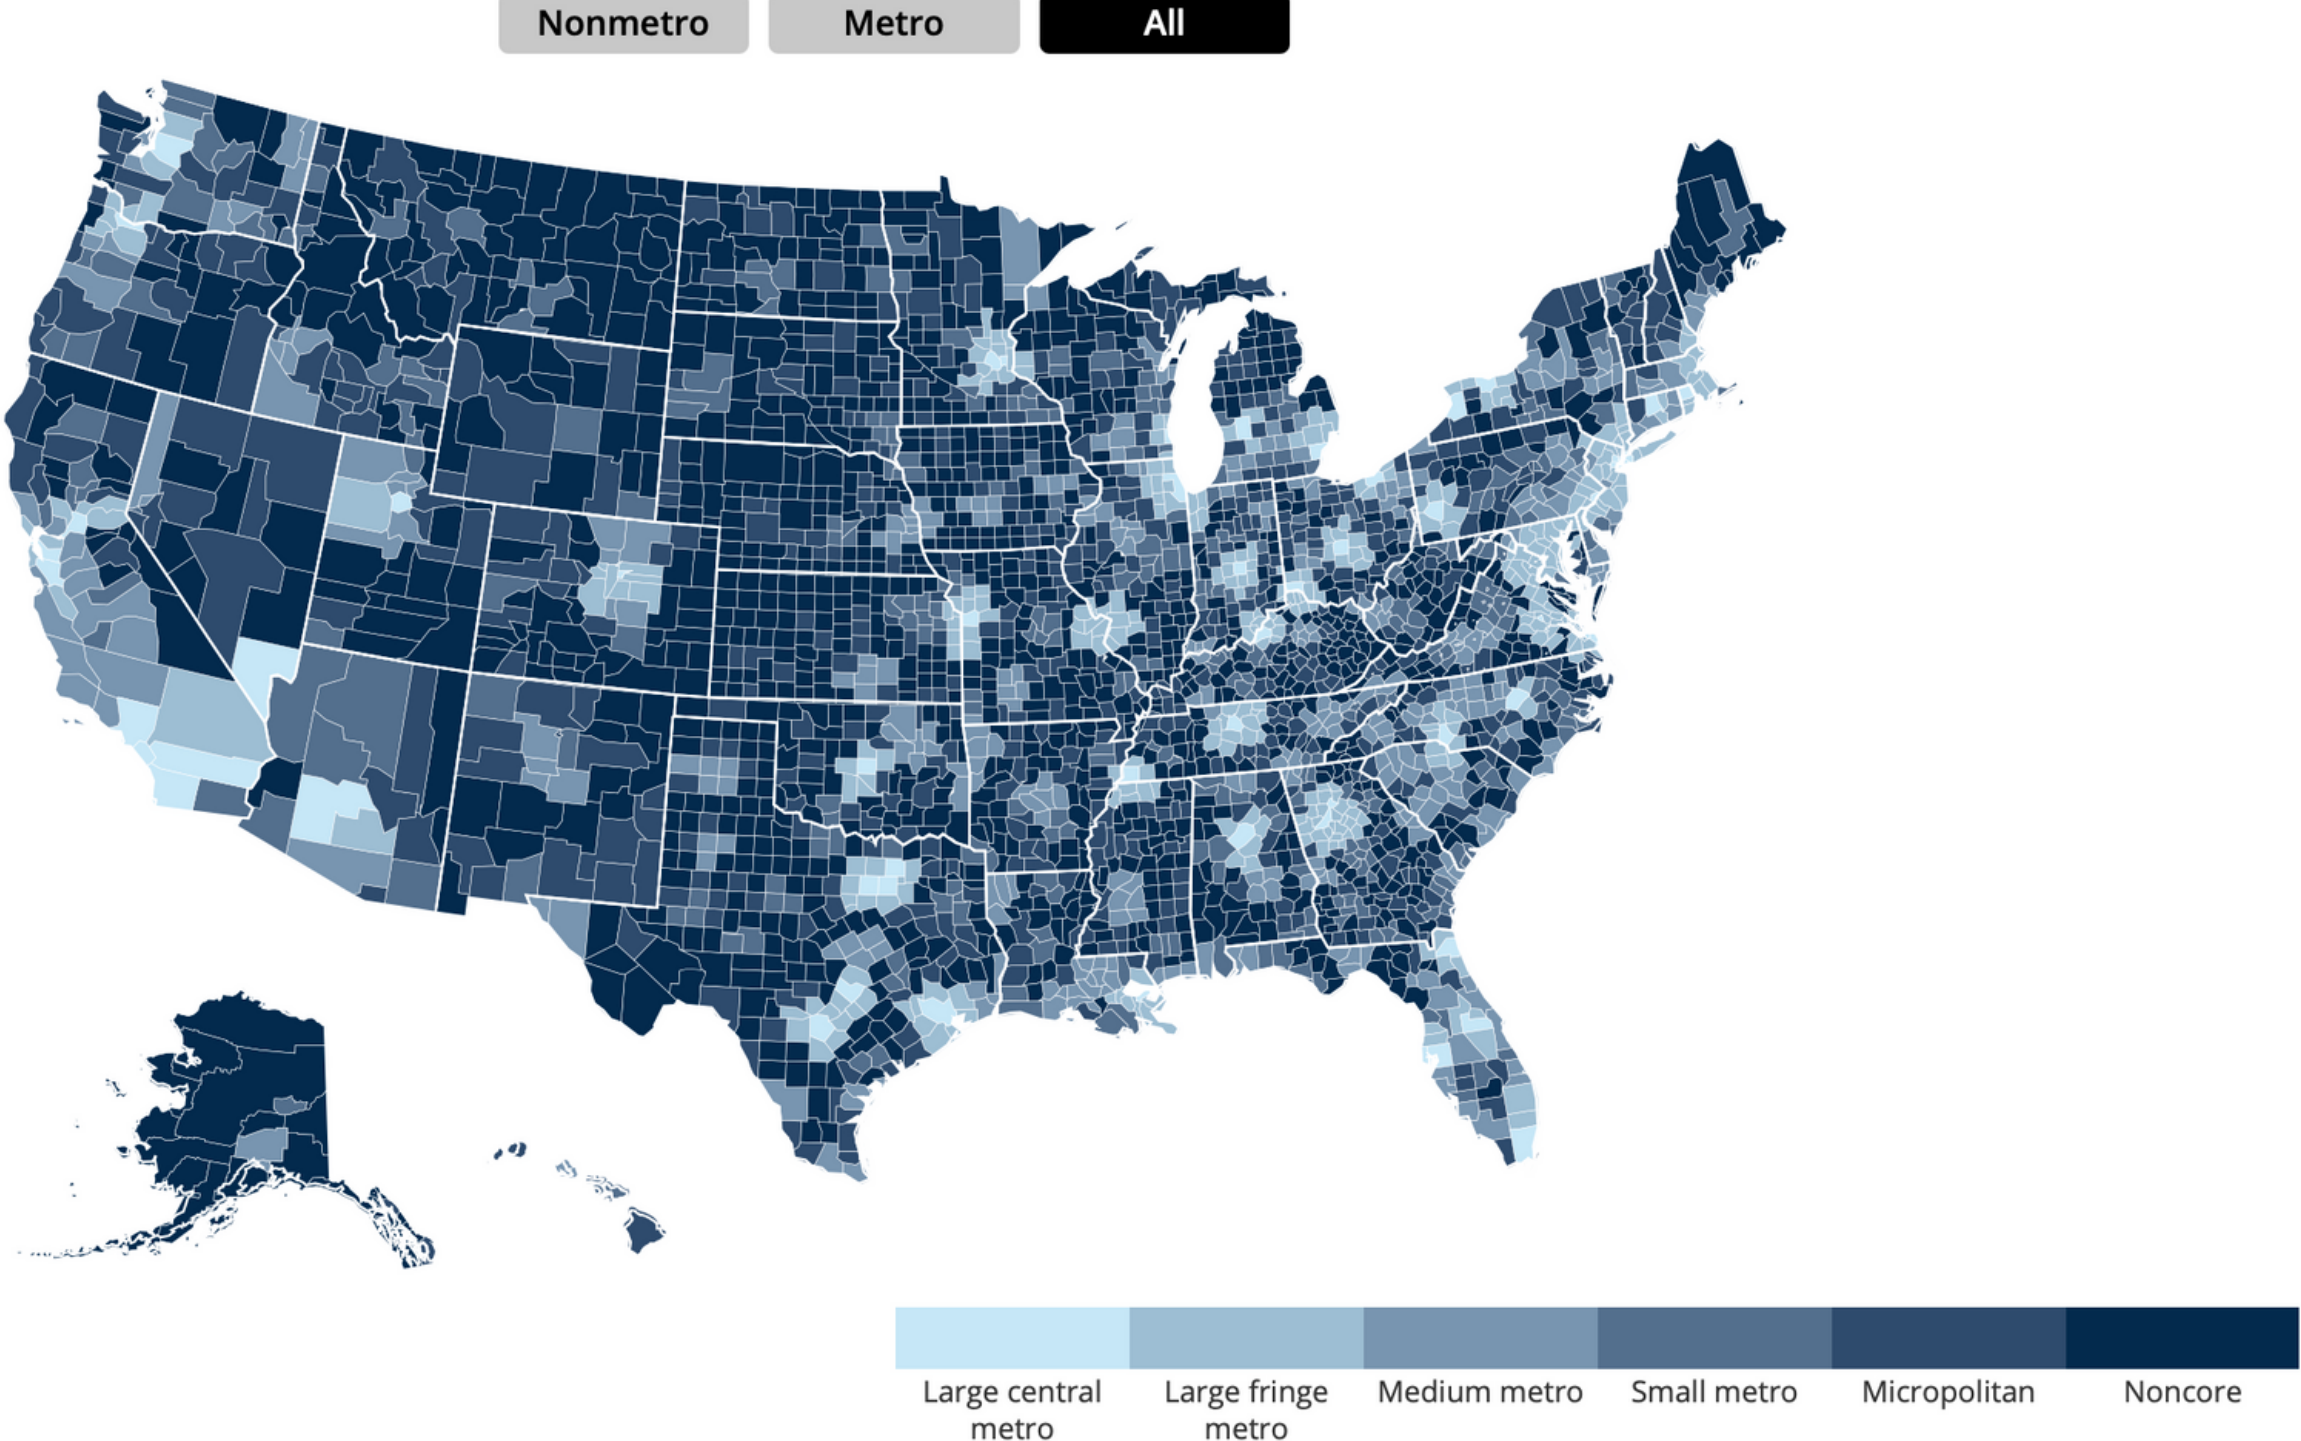 Nonmetro Metro All
Large central metro
Large fringe metro
Medium metro
Small metro
Micropolitan
Noncore